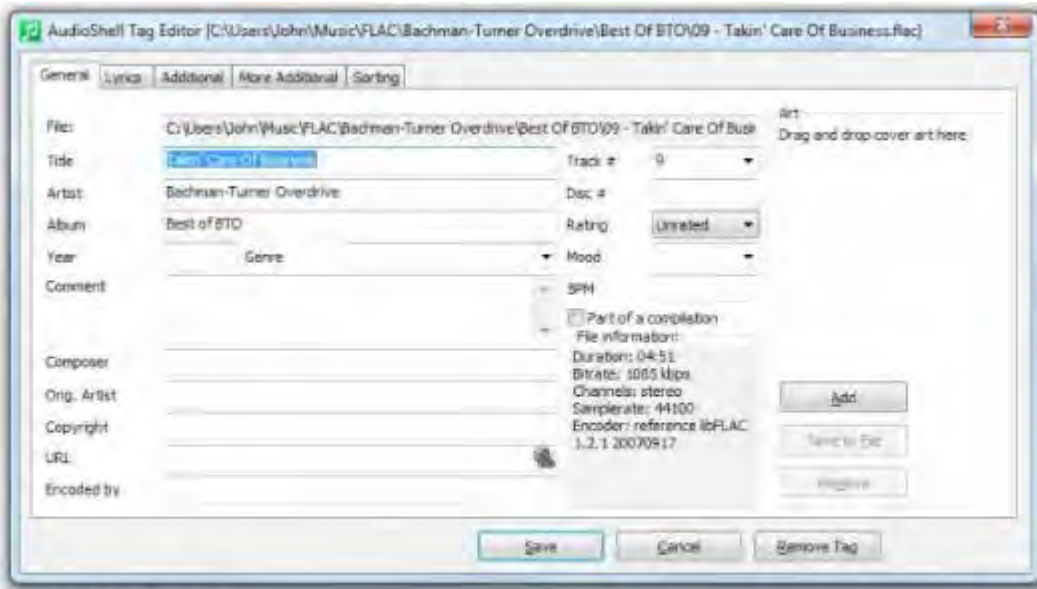 AudioShell Tag Editor [C:\Users\John\Music\FLAC\Bachman-Turner Overdrive\Best Of BTO\09 - Takin' Care Of Business.flac]
General Lyrics Additional More Additional Sorting
File: C:\Users\John\Music\FLAC\Bachman-Turner Overdrive\Best Of BTO\09 - Takin' Care Of Busi
Art
Drag and drop cover art here
Title Takin' Care Of Business Track # 9
Artist Bachman-Turner Overdrive Disc #
Album Best of BTO Rating Unrated
Year Genre Mood
Comment BPM
Part of a compilation
File information:
Duration: 04:51
Bitrate: 1085 kbps
Channels: stereo
Samplerate: 44100
Encoder: reference libFLAC
1.2.1 20070917
Composer
Orig. Artist
Copyright
URL
Encoded by
Add
Save to File
Remove
Save Cancel Remove Tag